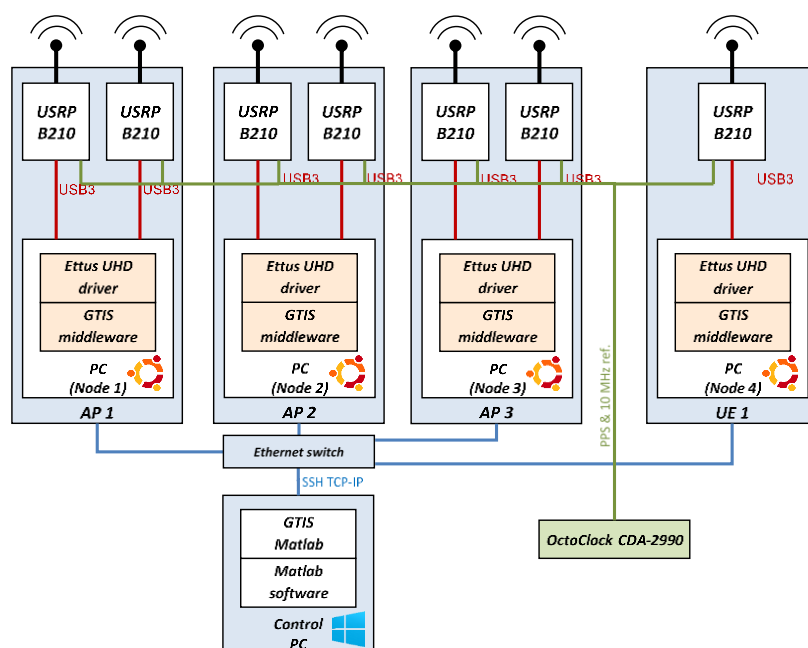 USRP
B210
USRP
B210
USRP
B210
USRP
B210
USRP
B210
USRP
B210
USRP
B210
USB3
USB3
USB3
USB3
USB3
USB3
USB3
Ettus UHD
driver
GTIS
middleware
PC
(Node 1)
AP 1
Ettus UHD
driver
GTIS
middleware
PC
(Node 2)
AP 2
Ettus UHD
driver
GTIS
middleware
PC
(Node 3)
AP 3
Ettus UHD
driver
GTIS
middleware
PC
(Node 4)
UE 1
PPS & 10 MHz ref.
Ethernet switch
SSH TCP-IP
GTIS
Matlab
Matlab
software
Control
PC
OctoClock CDA-2990